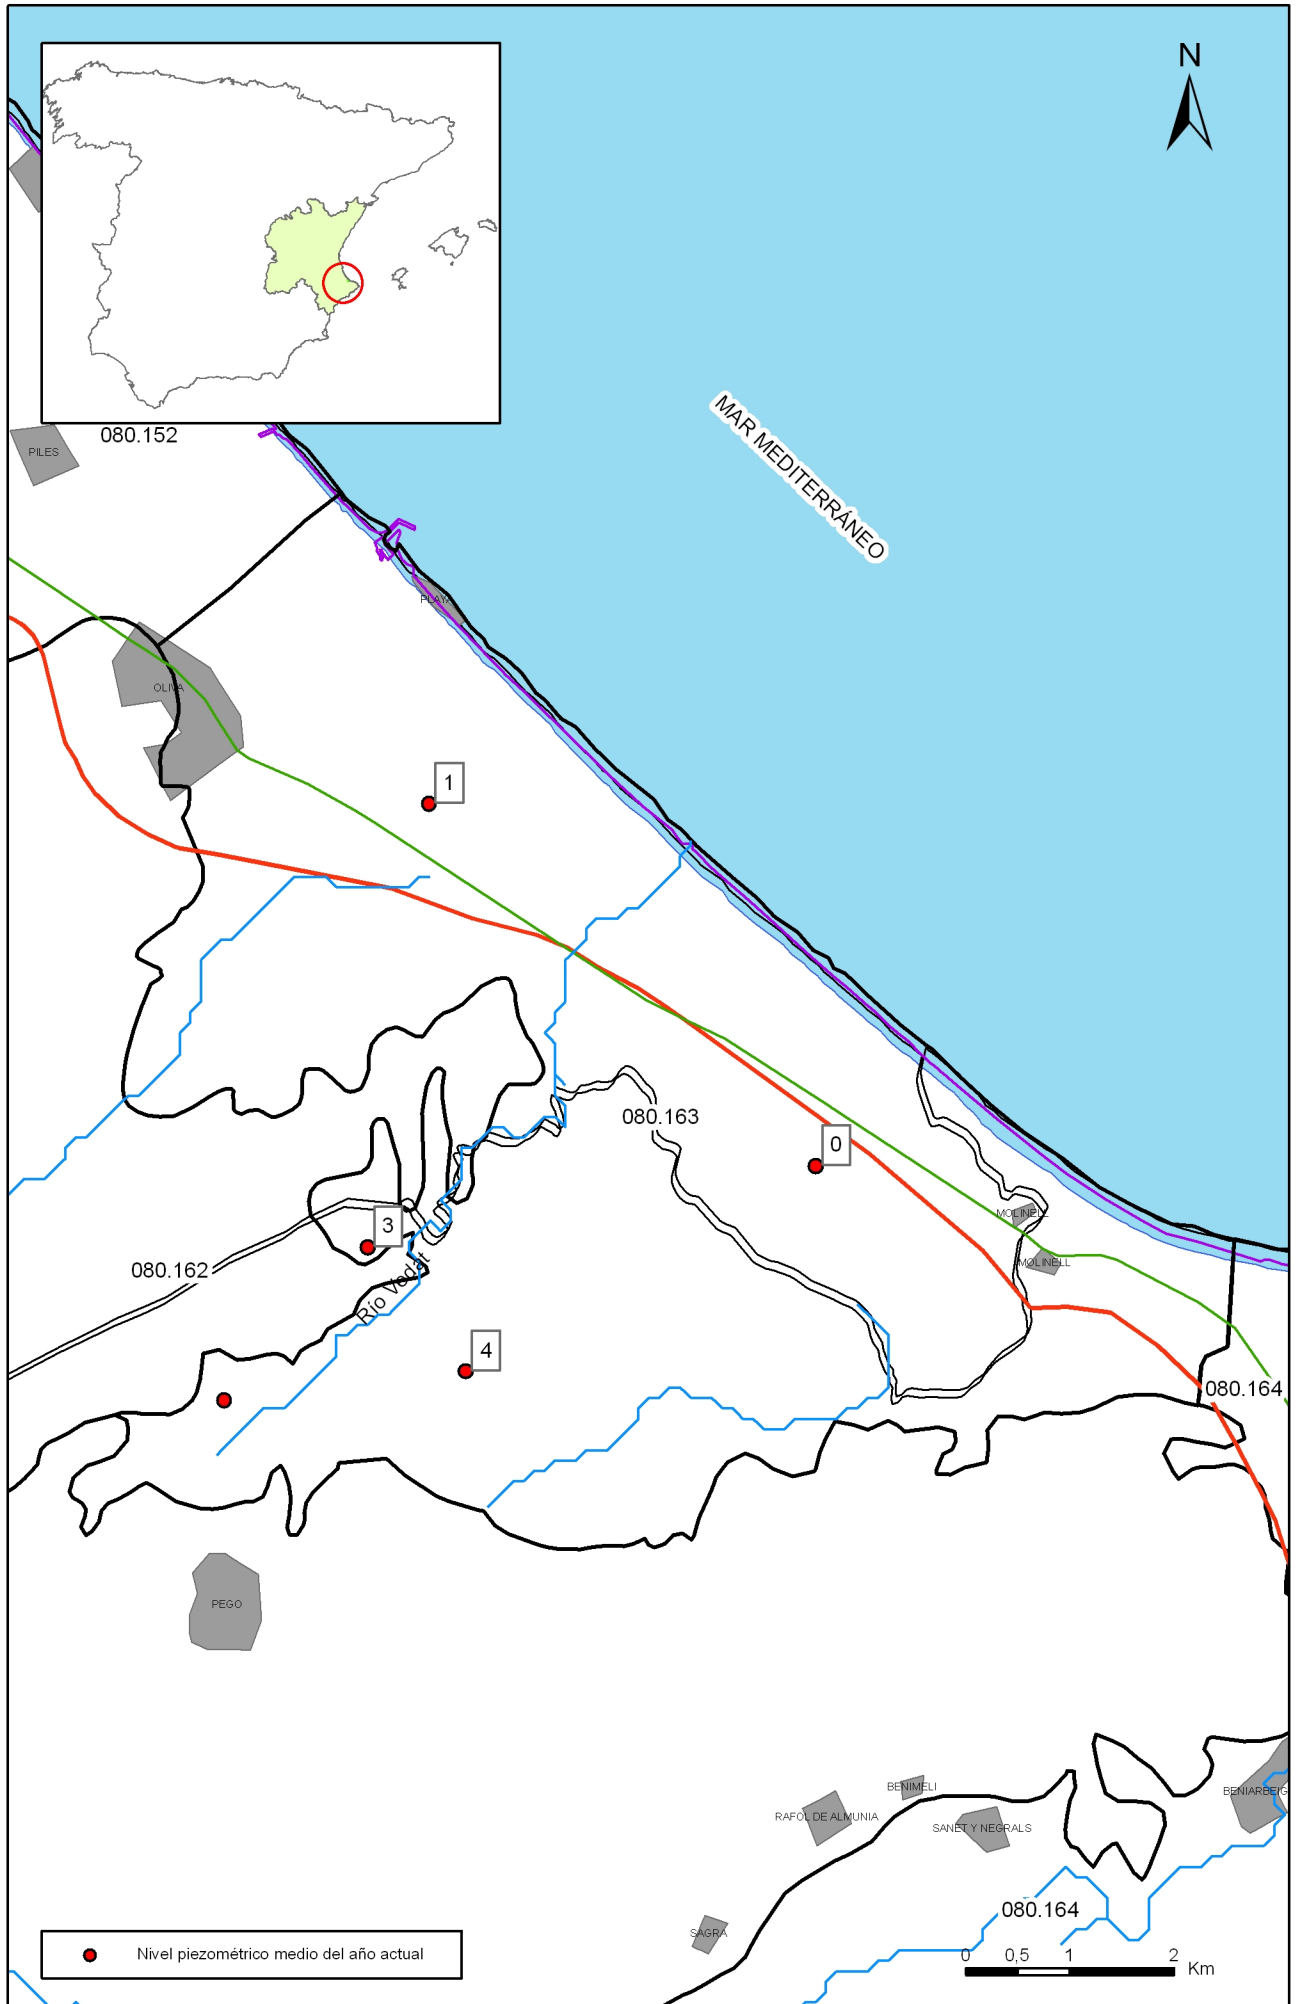 N
080.152
PILES
MAR MEDITERRÁNEO
PLAYA
OLIVA
1
080.163
0
MOLINELL
3
MOLINELL
080.162
Río Vedat
4
080.164
PEGO
BENIMELI
BENIARBEIG
RAFOL DE ALMUNIA
SANET Y NEGRALS
080.164
SAGRA
Nivel piezométrico medio del año actual
0 0,5 1 2
Km